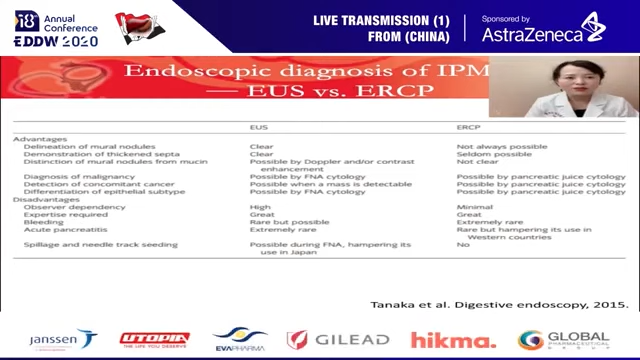 i8
Annual
Conference
EDDW 2020
LIVE TRANSMISSION (1)
FROM (CHINA)
Sponsored by
AstraZeneca
Endoscopic diagnosis of IPM
— EUS vs. ERCP
EUS ERCP
Advantages
Delineation of mural nodules Clear Not always possible
Demonstration of thickened septa Clear Seldom possible
Distinction of mural nodules from mucin Possible by Doppler and/or contrast enhancement Not clear
Diagnosis of malignancy Possible by FNA cytology Possible by pancreatic juice cytology
Detection of concomitant cancer Possible when a mass is detectable Possible by pancreatic juice cytology
Differentiation of epithelial subtype Possible by FNA cytology Possible by pancreatic juice cytology
Disadvantages
Observer dependency High Minimal
Expertise required Great Great
Bleeding Rare but possible Extremely rare
Acute pancreatitis Extremely rare Rare but hampering its use in Western countries
Spillage and needle track seeding Possible during FNA, hampering its use in Japan No
Tanaka et al. Digestive endoscopy, 2015.
janssen
UTOPIA
THE LIFE YOU DESERVE
EVAPHARMA
GILEAD
hikma.
GLOBAL
PHARMACEUTICAL
GROUP